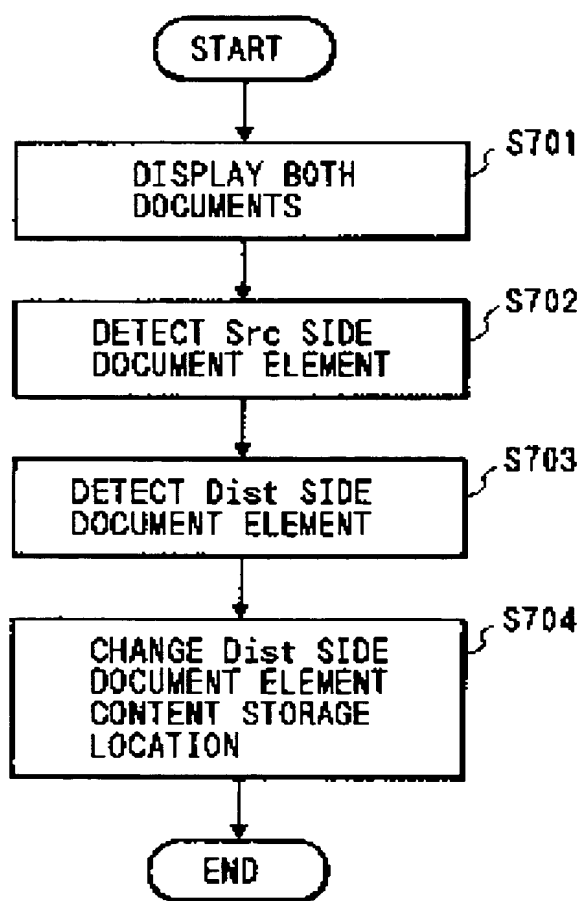 START
S701
DISPLAY BOTH
DOCUMENTS
S702
DETECT Src SIDE
DOCUMENT ELEMENT
S703
DETECT Dist SIDE
DOCUMENT ELEMENT
S704
CHANGE Dist SIDE
DOCUMENT ELEMENT
CONTENT STORAGE
LOCATION
END